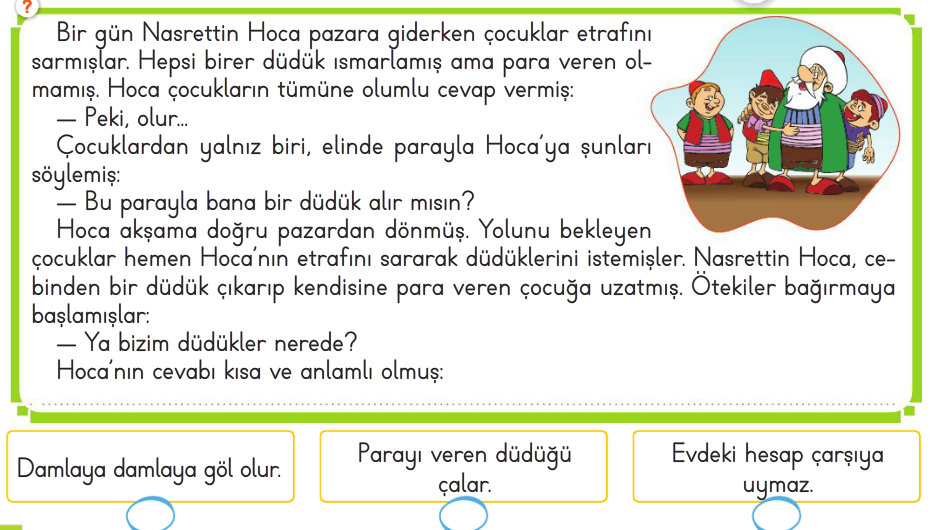 ?
Bir gün Nasrettin Hoca pazara giderken çocuklar etrafını
sarmışlar. Hepsi birer düdük ısmarlamış ama para veren ol-
mamış. Hoca çocukların tümüne olumlu cevap vermiş:
— Peki, olur...
Çocuklardan yalnız biri, elinde parayla Hoca'ya şunları
söylemiş:
— Bu parayla bana bir düdük alır mısın?
Hoca akşama doğru pazardan dönmüş. Yolunu bekleyen
çocuklar hemen Hoca'nın etrafını sararak düdüklerini istemişler. Nasrettin Hoca, ce-
binden bir düdük çıkarıp kendisine para veren çocuğa uzatmış. Ötekiler bağırmaya
başlamışlar:
— Ya bizim düdükler nerede?
Hoca'nın cevabı kısa ve anlamlı olmuş:
Damlaya damlaya göl olur.
Parayı veren düdüğü
çalar.
Evdeki hesap çarşıya
uymaz.